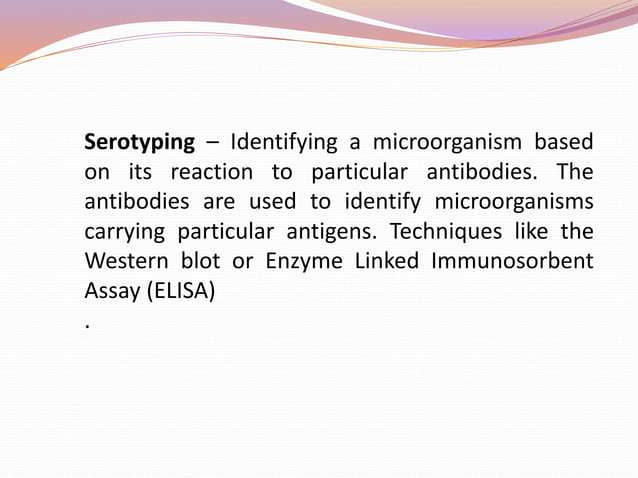 Serotyping – Identifying a microorganism based
on its reaction to particular antibodies. The
antibodies are used to identify microorganisms
carrying particular antigens. Techniques like the
Western blot or Enzyme Linked Immunosorbent
Assay (ELISA)
.